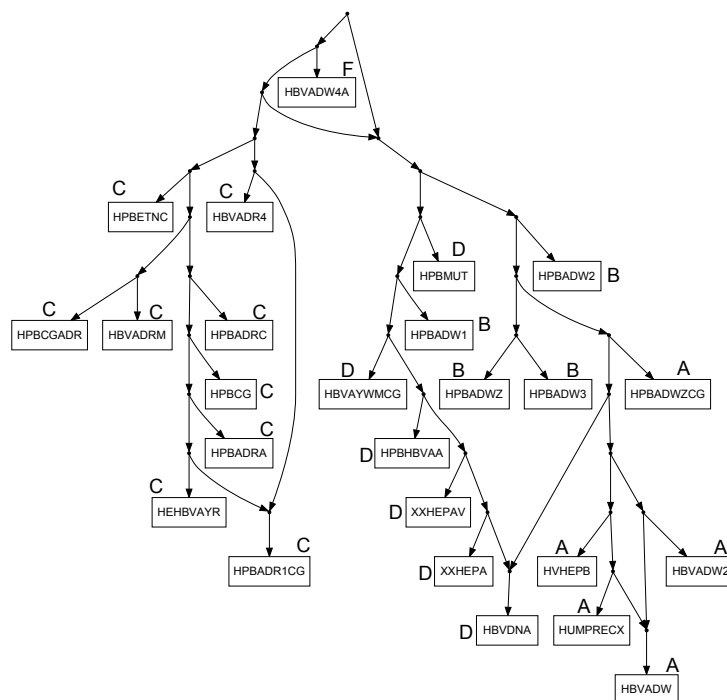 F
HBVADW4A
C
HPBETNC
C
HBVADR4
D
HPBMUT
HPBADW2
B
C
HPBCGADR
C
HBVADRM
C
HPBADRC
HPBADW1
B
D
HBVAYWMCG
B
HPBADWZ
B
HPBADW3
A
HPBADWZCG
HPBCG
C
C
HPBADRA
D
HPBHBVAA
C
HEHBVAYR
D
XXHEPAV
C
HPBADR1CG
D
XXHEPA
A
HVHEPB
A
HBVADW2
D
HBVDNA
A
HUMPRECX
A
HBVADW